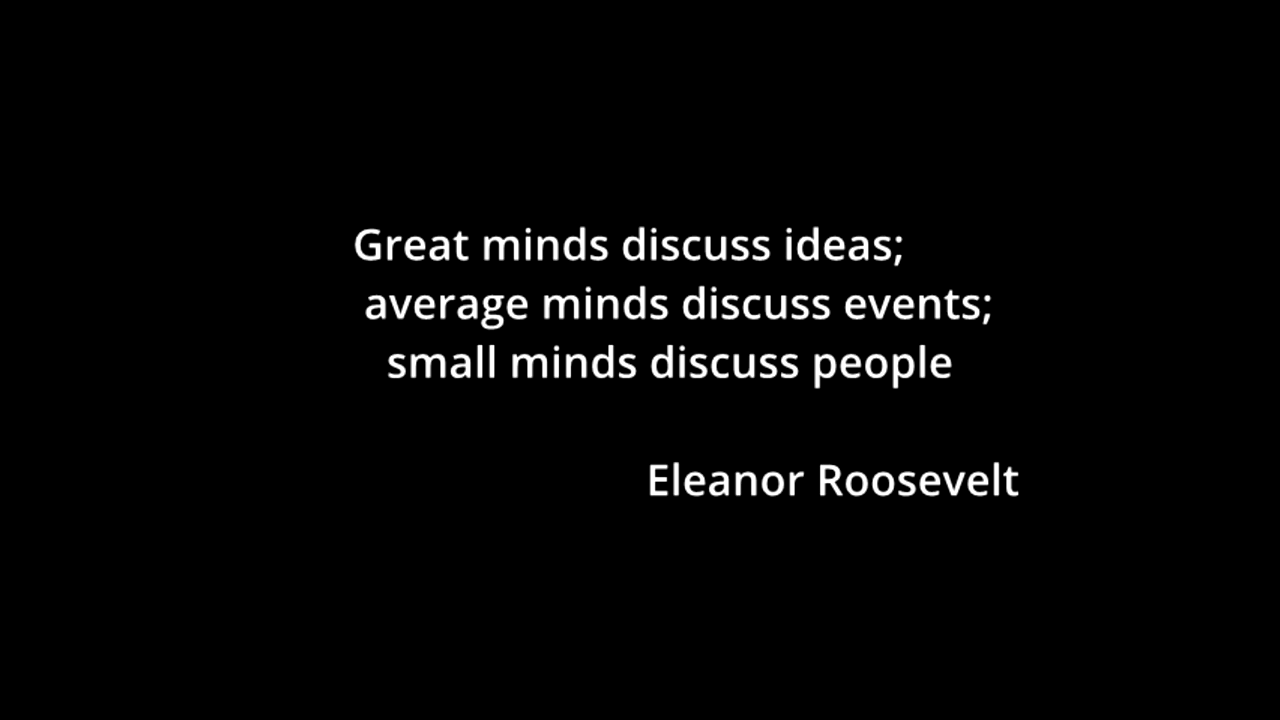 Great minds discuss ideas;
average minds discuss events;
small minds discuss people
Eleanor Roosevelt